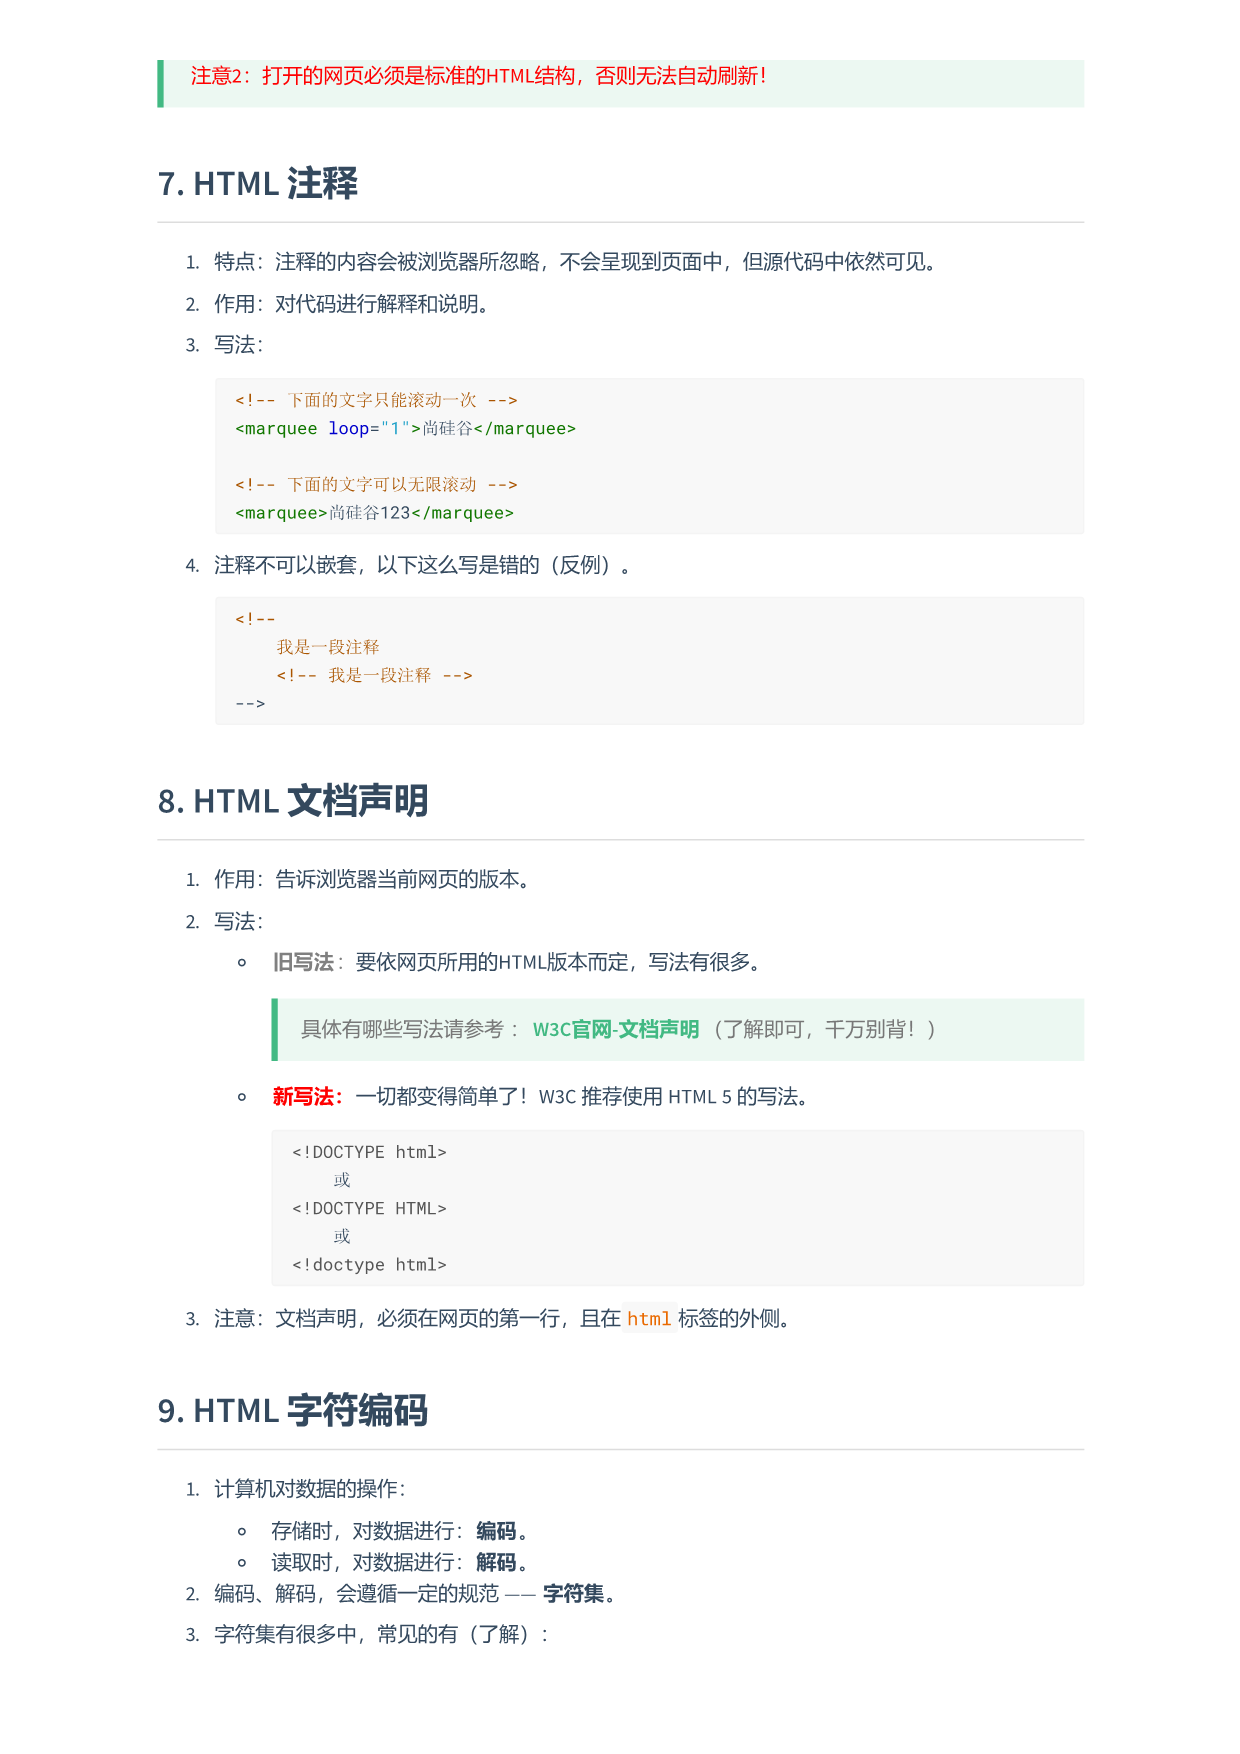 注意2：打开的网页必须是标准的HTML结构，否则无法自动刷新！
7. HTML 注释
1. 特点：注释的内容会被浏览器所忽略，不会呈现到页面中，但源代码中依然可见。
2. 作用：对代码进行解释和说明。
3. 写法：
<!-- 下面的文字只能滚动一次 -->
<marquee loop="1">尚硅谷</marquee>
<!-- 下面的文字可以无限滚动 -->
<marquee>尚硅谷123</marquee>
4. 注释不可以嵌套，以下这么写是错的（反例）。
<!--
    我是一段注释
    <!-- 我是一段注释 -->
-->
8. HTML 文档声明
1. 作用：告诉浏览器当前网页的版本。
2. 写法：
旧写法：要依网页所用的HTML版本而定，写法有很多。
具体有哪些写法请参考 ： W3C官网-文档声明 （了解即可，千万别背！）
新写法：一切都变得简单了！W3C 推荐使用 HTML 5 的写法。
<!DOCTYPE html>
    或
<!DOCTYPE HTML>
    或
<!doctype html>
3. 注意：文档声明，必须在网页的第一行，且在 html 标签的外侧。
9. HTML 字符编码
1. 计算机对数据的操作：
存储时，对数据进行：编码。
读取时，对数据进行：解码。
2. 编码、解码，会遵循一定的规范 —— 字符集。
3. 字符集有很多中，常见的有（了解）：